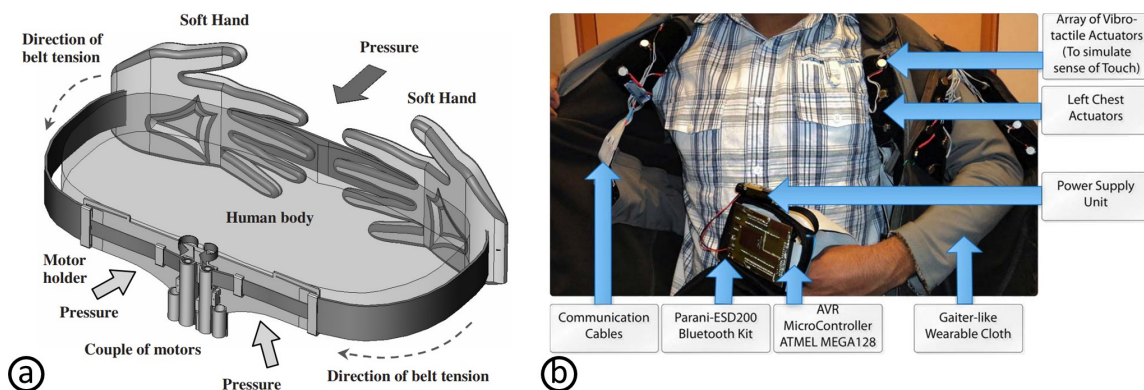 Soft Hand
Direction of
belt tension
Pressure
Soft Hand
Human body
Motor
holder
Pressure
Couple of motors
Pressure
Direction of belt tension
a
Array of Vibro-
tactile Actuators
(To simulate
sense of Touch)
Left Chest
Actuators
Power Supply
Unit
Communication
Cables
Parani-ESD200
Bluetooth Kit
AVR
MicroController
ATMEL MEGA128
Gaiter-like
Wearable Cloth
b